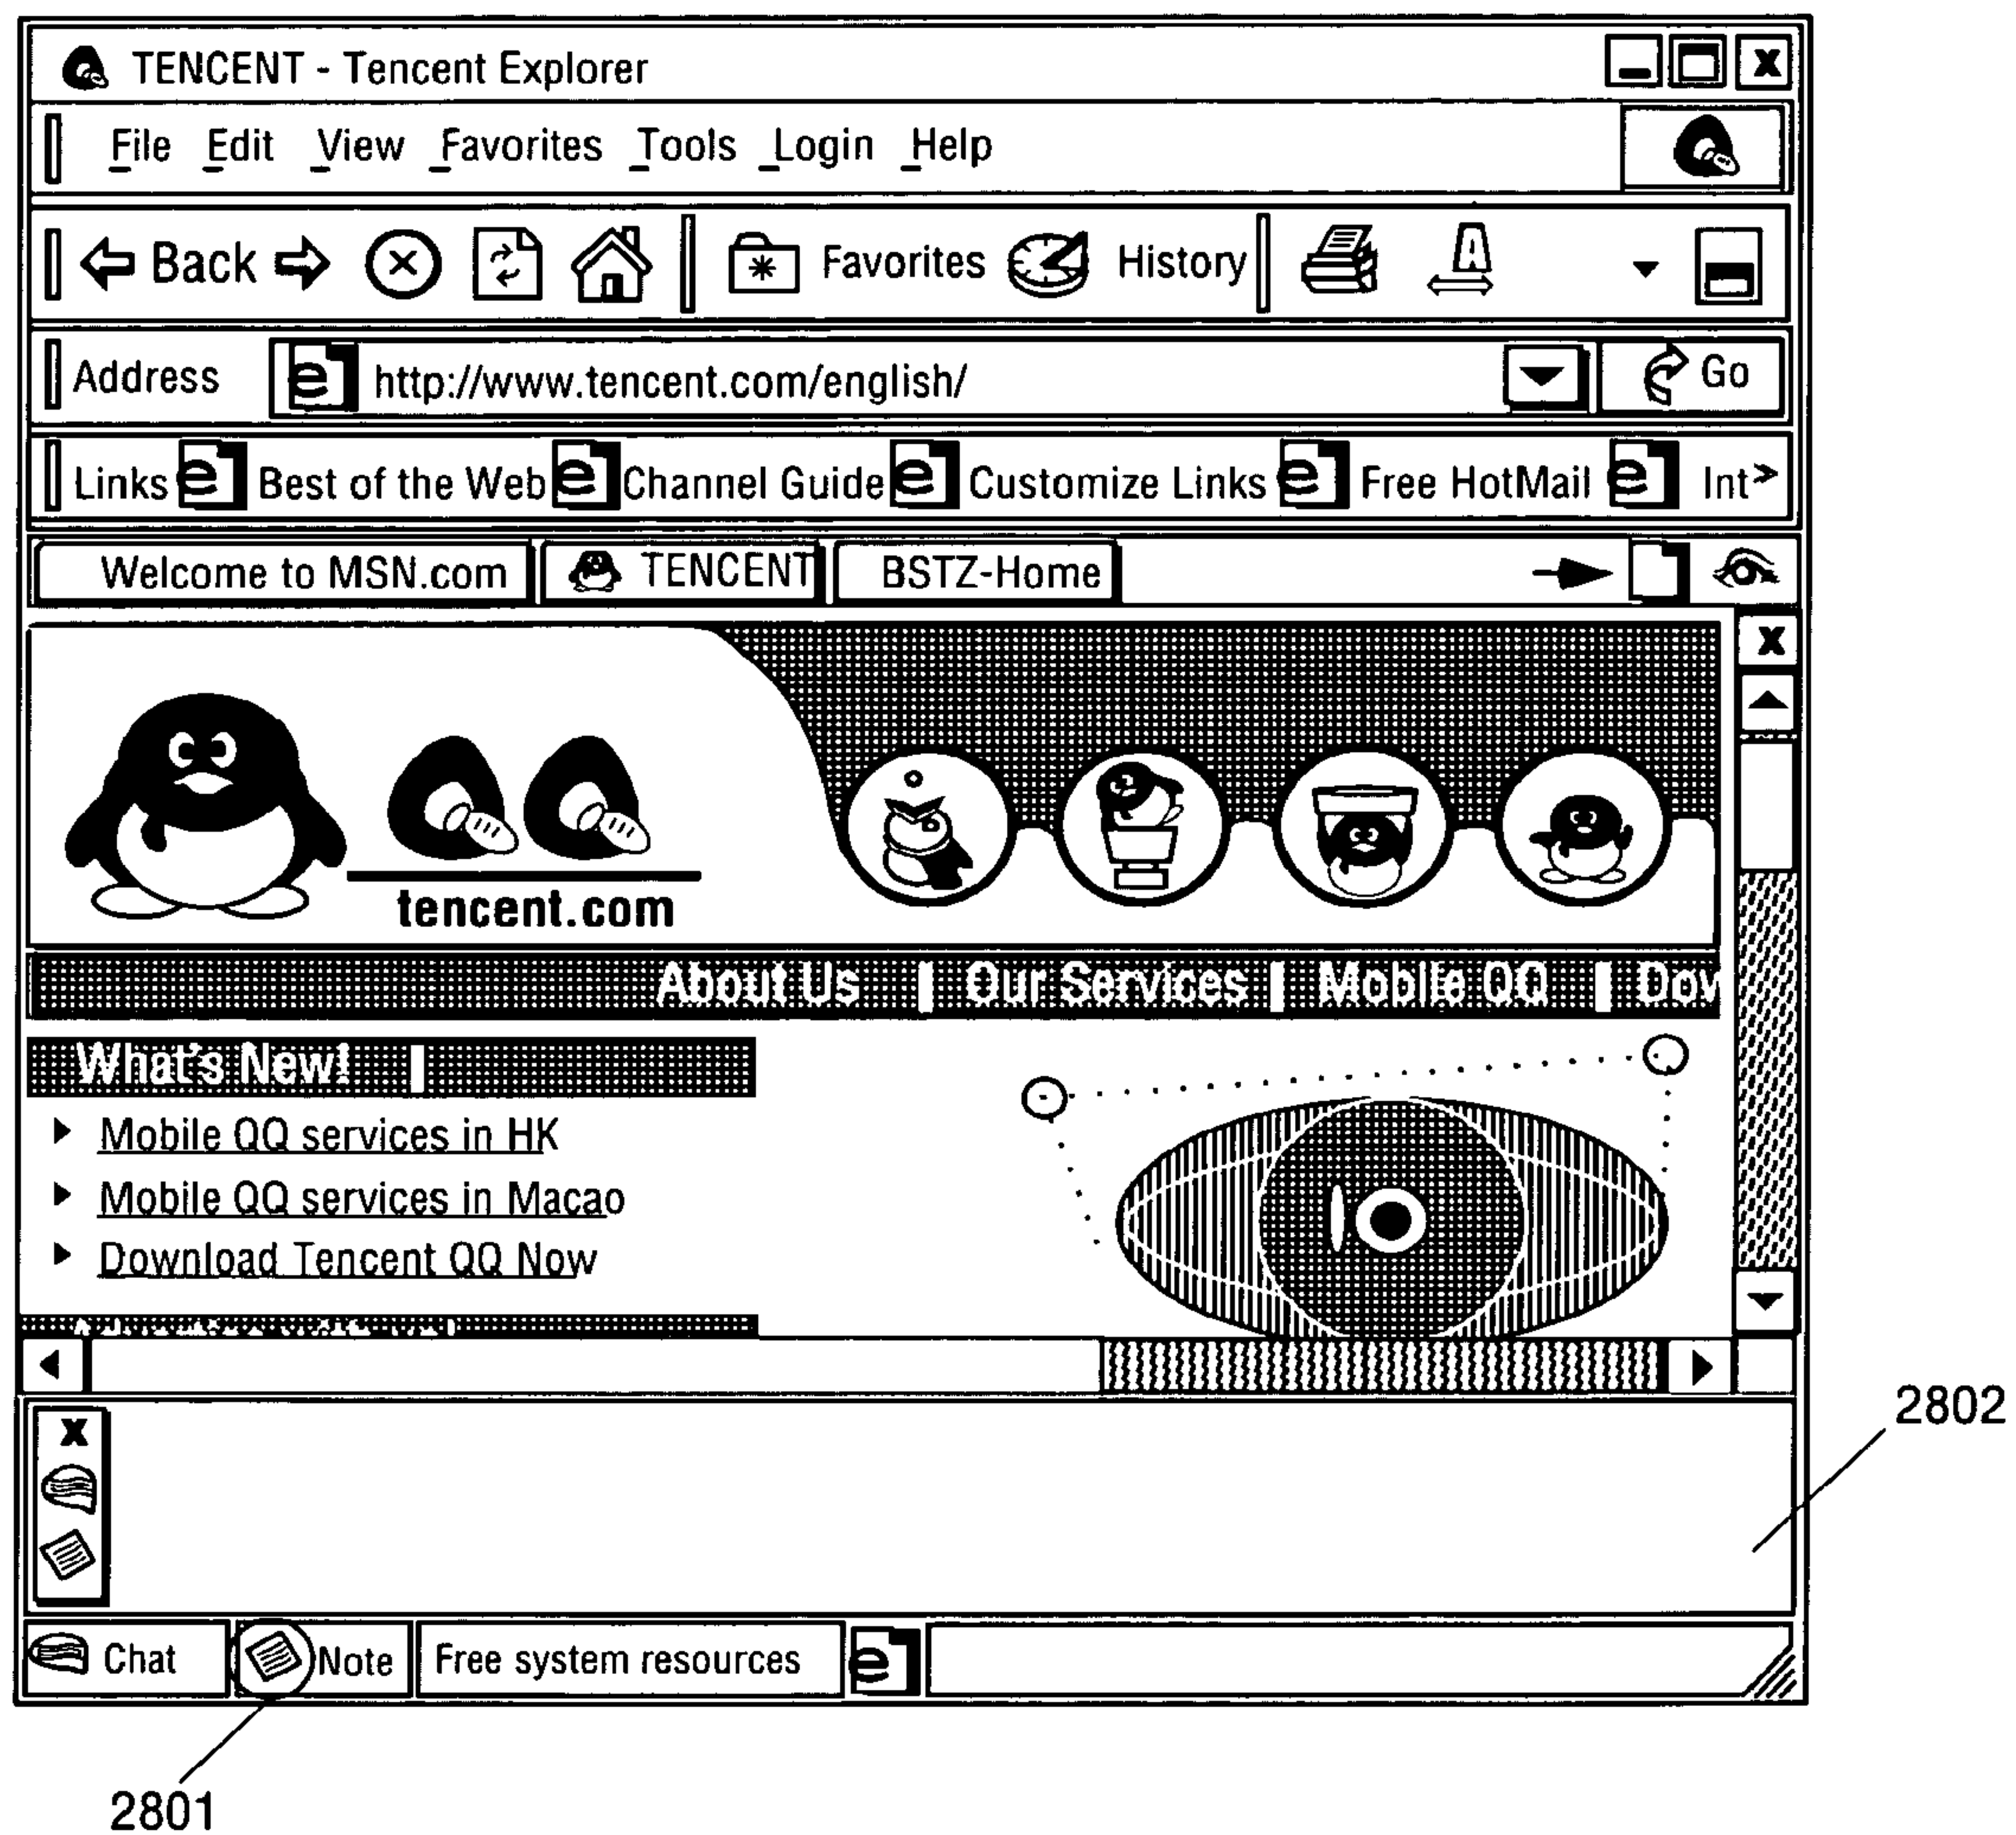 TENCENT - Tencent Explorer
File Edit View Favorites Tools Login Help
Back Favorites History A
Address http://www.tencent.com/english/ Go
Links Best of the Web Channel Guide Customize Links Free HotMail Int
Welcome to MSN.com TENCENT BSTZ-Home
tencent.com
About Us | Our Services | Mobile QQ | Dow
What's New!
Mobile QQ services in HK
Mobile QQ services in Macao
Download Tencent QQ Now
2802
Chat Note Free system resources
2801